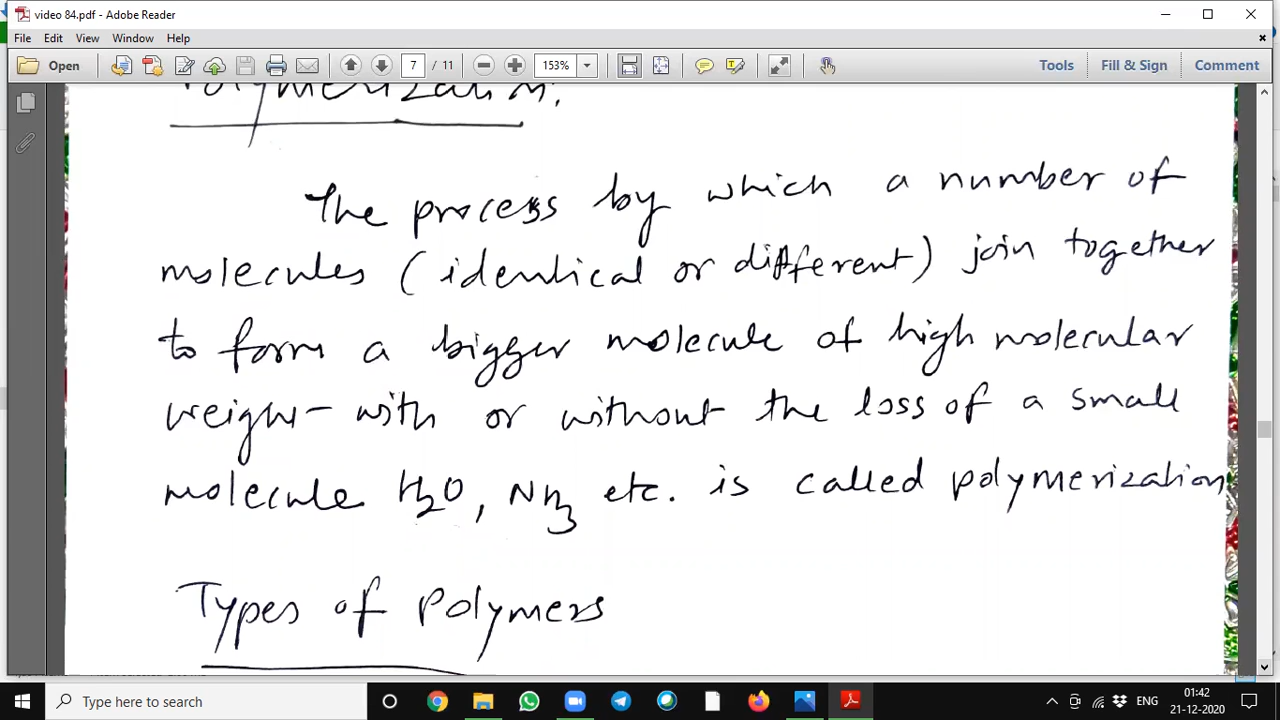 video 84.pdf - Adobe Reader
File Edit View Window Help
Open 7 / 11 153% Tools Fill & Sign Comment
Polymerization.
The process by which a number of
molecules (identical or different) join together
to form a bigger molecule of high molecular
weight with or without the loss of a small
molecule H2O, NH3 etc. is called polymerization
Types of Polymers
Type here to search
ENG 01:42
21-12-2020